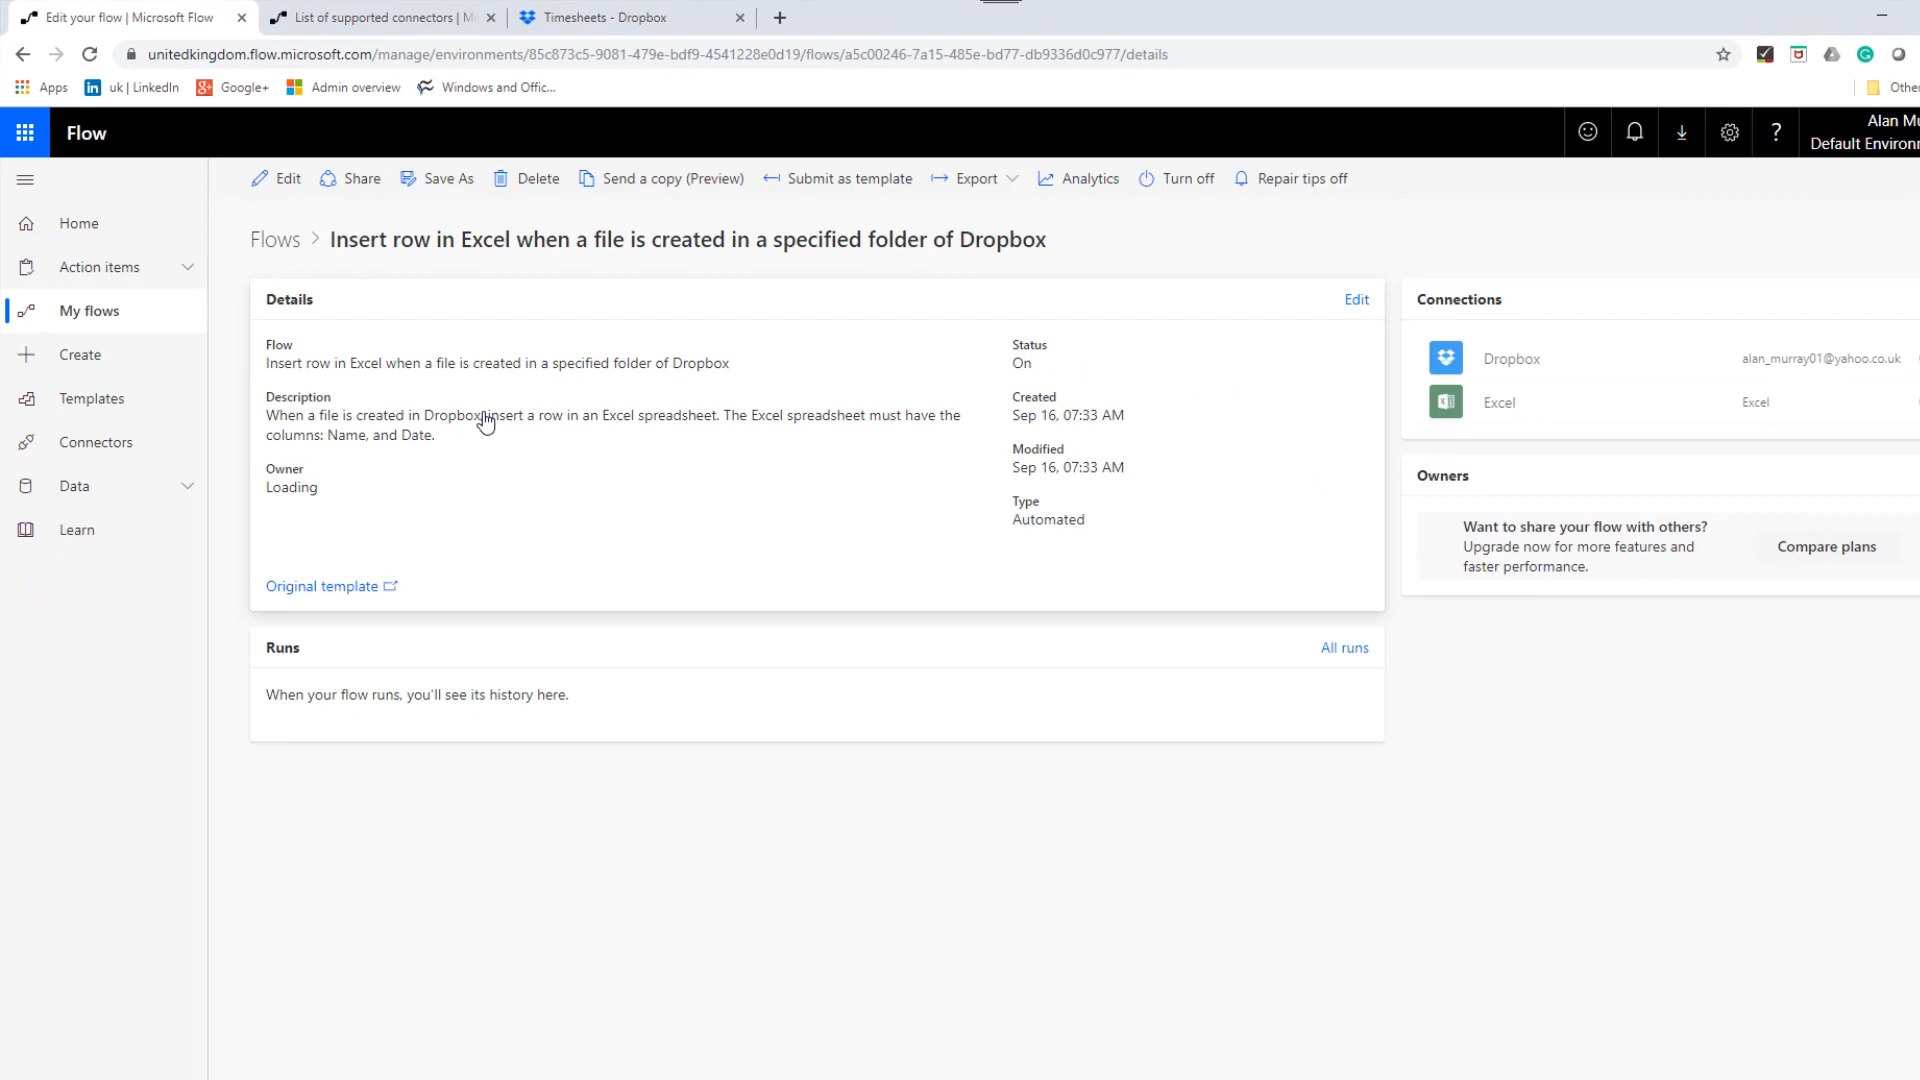 Edit your flow | Microsoft Flow
List of supported connectors | M
Timesheets - Dropbox
unitedkingdom.flow.microsoft.com/manage/environments/85c873c5-9081-479e-bdf9-4541228e0d19/flows/a5c00246-7a15-485e-bd77-db9336d0c977/details
Apps
uk | LinkedIn
Google+
Admin overview
Windows and Offic...
Other
Flow
?
Alan Mu
Default Environ
Edit
Share
Save As
Delete
Send a copy (Preview)
Submit as template
Export
Analytics
Turn off
Repair tips off
Home
Action items
My flows
Create
Templates
Connectors
Data
Learn
Flows > Insert row in Excel when a file is created in a specified folder of Dropbox
Details
Edit
Flow
Insert row in Excel when a file is created in a specified folder of Dropbox
Description
When a file is created in Dropbox insert a row in an Excel spreadsheet. The Excel spreadsheet must have the
columns: Name, and Date.
Owner
Loading
Status
On
Created
Sep 16, 07:33 AM
Modified
Sep 16, 07:33 AM
Type
Automated
Original template
Runs
All runs
When your flow runs, you'll see its history here.
Connections
Dropbox
alan_murray01@yahoo.co.uk
Excel
Excel
Owners
Want to share your flow with others?
Upgrade now for more features and
faster performance.
Compare plans